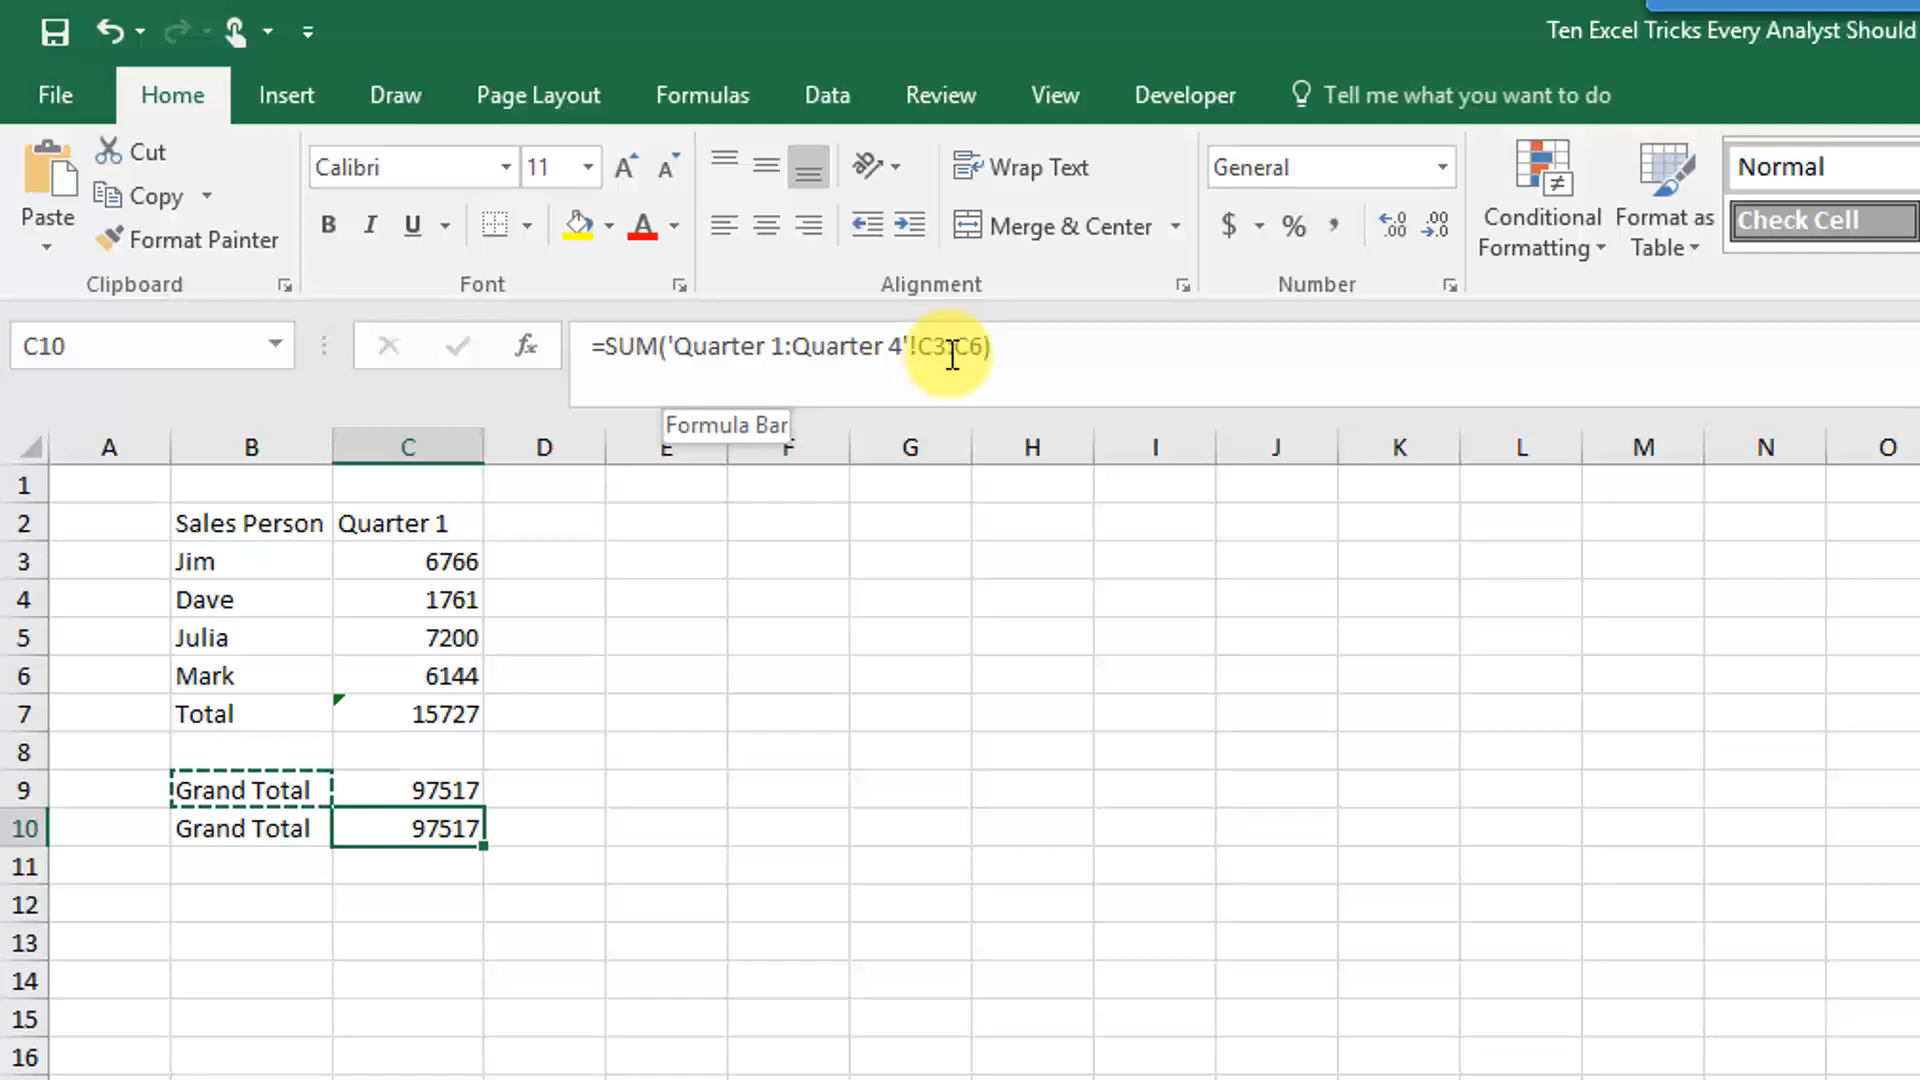 Ten Excel Tricks Every Analyst Should
File Home Insert Draw Page Layout Formulas Data Review View Developer Tell me what you want to do
Paste
Cut
Copy
Format Painter
Clipboard
Calibri 11
B I U A
Font
Wrap Text
Merge & Center
Alignment
General
$ % ,
Number
Conditional Formatting
Format as Table
Normal
Check Cell
C10 fx =SUM('Quarter 1:Quarter 4'!C3:C6)
Formula Bar
A B C D E F G H I J K L M N O
1
2 Sales Person Quarter 1
3 Jim 6766
4 Dave 1761
5 Julia 7200
6 Mark 6144
7 Total 15727
8
9 Grand Total 97517
10 Grand Total 97517
11
12
13
14
15
16